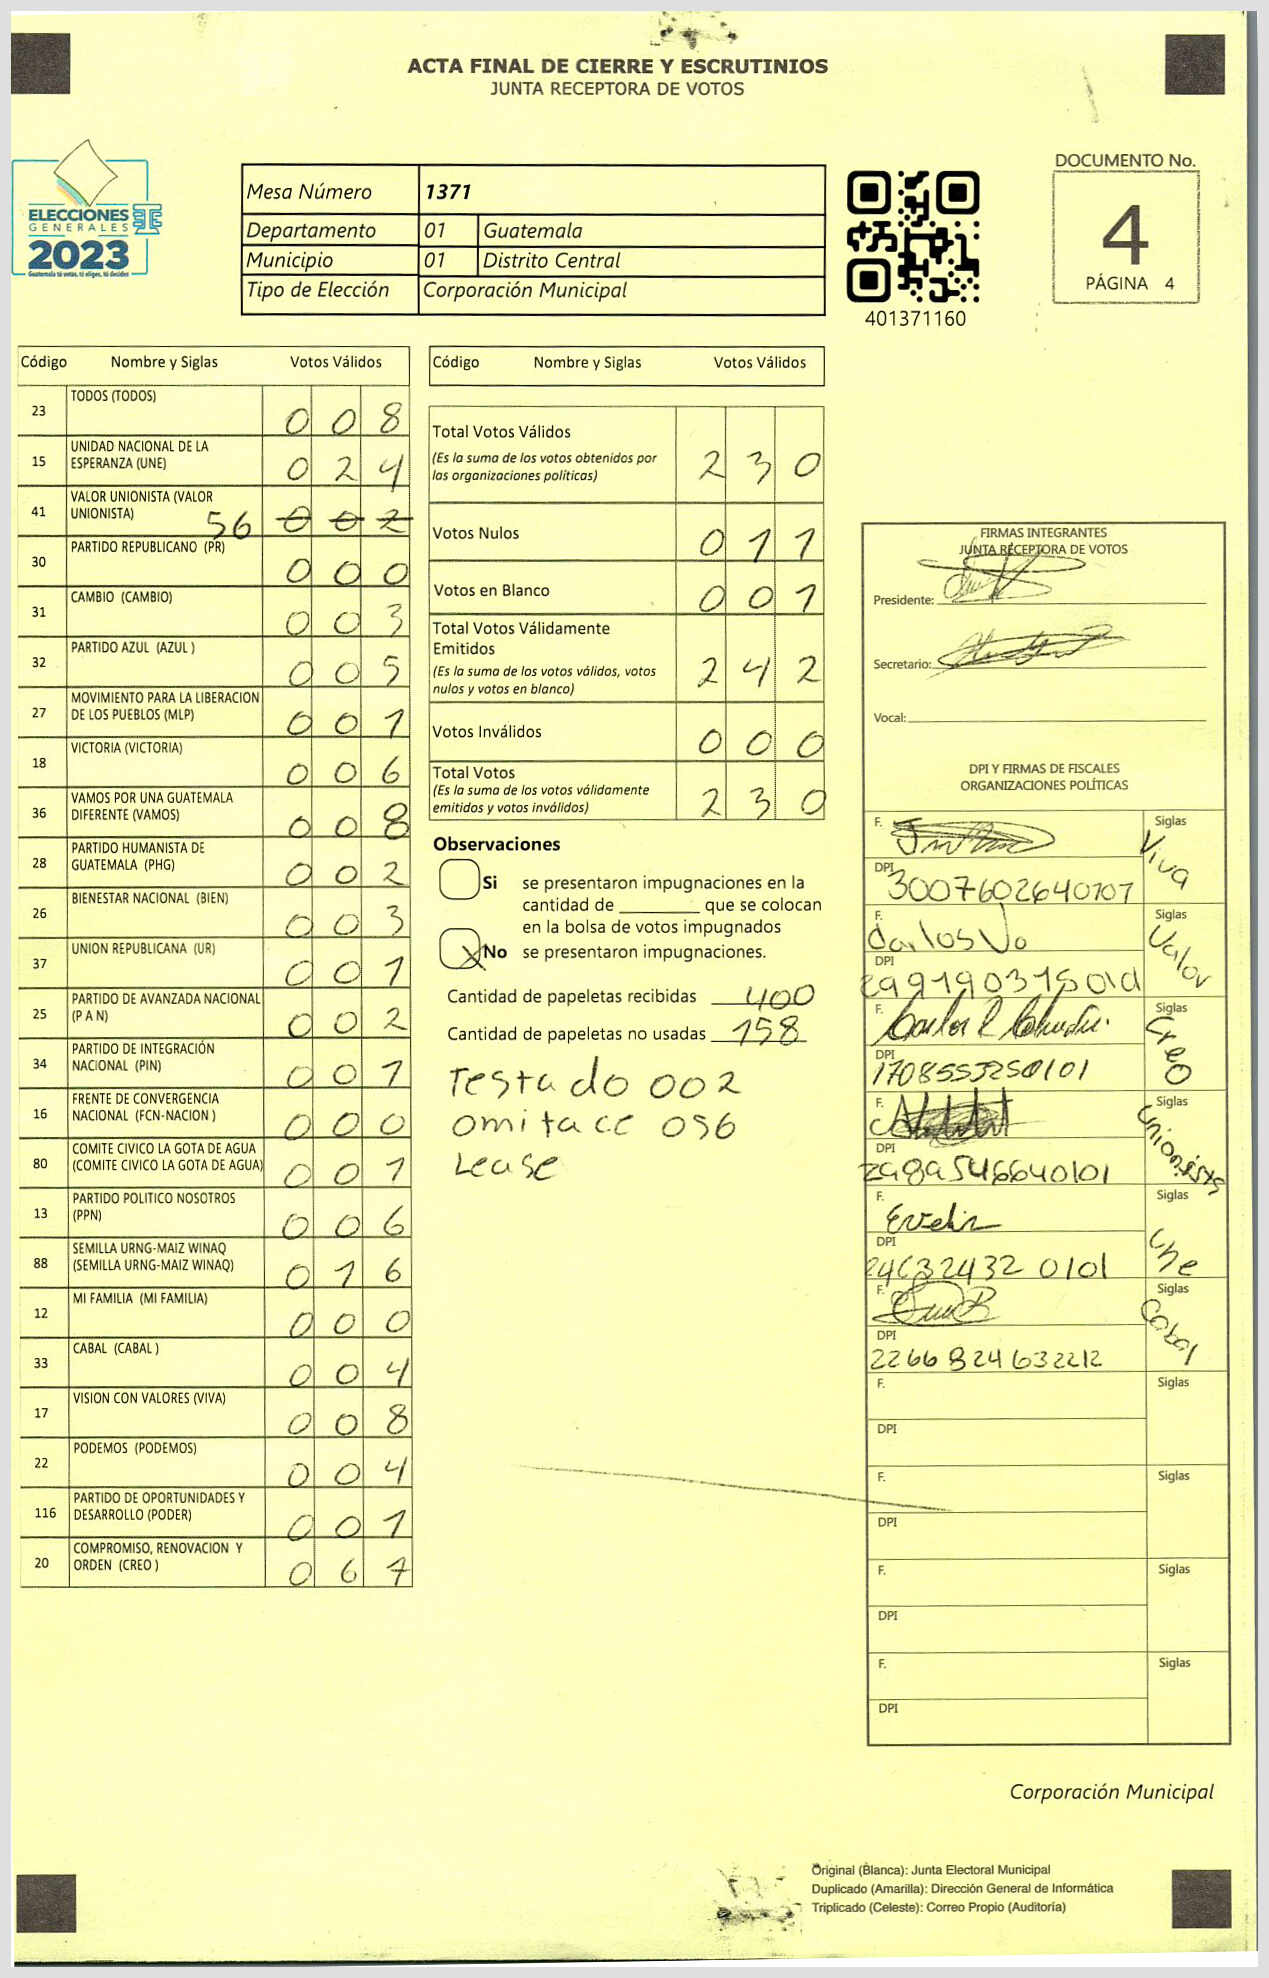 ACTA FINAL DE CIERRE Y ESCRUTINIOS
JUNTA RECEPTORA DE VOTOS
ELECCIONES
GENERALES
2023
Guatemala tú votas, tú eliges, tú decides
Mesa Número 1371
Departamento 01 Guatemala
Municipio 01 Distrito Central
Tipo de Elección Corporación Municipal
401371160
DOCUMENTO No.
4
PÁGINA 4
Código Nombre y Siglas Votos Válidos
23 TODOS (TODOS) 0 0 8
15 UNIDAD NACIONAL DE LA
ESPERANZA (UNE) 0 2 4
41 VALOR UNIONISTA (VALOR
UNIONISTA) 56 0 0 2
30 PARTIDO REPUBLICANO (PR) 0 0 0
31 CAMBIO (CAMBIO) 0 0 3
32 PARTIDO AZUL (AZUL ) 0 0 5
27 MOVIMIENTO PARA LA LIBERACION
DE LOS PUEBLOS (MLP) 0 0 1
18 VICTORIA (VICTORIA) 0 0 6
36 VAMOS POR UNA GUATEMALA
DIFERENTE (VAMOS) 0 0 8
28 PARTIDO HUMANISTA DE
GUATEMALA (PHG) 0 0 2
26 BIENESTAR NACIONAL (BIEN) 0 0 3
37 UNION REPUBLICANA (UR) 0 0 1
25 PARTIDO DE AVANZADA NACIONAL
(P A N) 0 0 2
34 PARTIDO DE INTEGRACIÓN
NACIONAL (PIN) 0 0 1
16 FRENTE DE CONVERGENCIA
NACIONAL (FCN-NACION ) 0 0 0
80 COMITE CIVICO LA GOTA DE AGUA
(COMITE CIVICO LA GOTA DE AGUA) 0 0 1
13 PARTIDO POLITICO NOSOTROS
(PPN) 0 0 6
88 SEMILLA URNG-MAIZ WINAQ
(SEMILLA URNG-MAIZ WINAQ) 0 1 6
12 MI FAMILIA (MI FAMILIA) 0 0 0
33 CABAL (CABAL ) 0 0 4
17 VISION CON VALORES (VIVA) 0 0 8
22 PODEMOS (PODEMOS) 0 0 4
116 PARTIDO DE OPORTUNIDADES Y
DESARROLLO (PODER) 0 0 1
20 COMPROMISO, RENOVACION Y
ORDEN (CREO ) 0 6 7
Código Nombre y Siglas Votos Válidos
Total Votos Válidos 2 3 0
(Es la suma de los votos obtenidos por
las organizaciones políticas)
Votos Nulos 0 1 1
Votos en Blanco 0 0 1
Total Votos Válidamente
Emitidos 2 4 2
(Es la suma de los votos válidos, votos
nulos y votos en blanco)
Votos Inválidos 0 0 0
Total Votos 2 3 0
(Es la suma de los votos válidamente
emitidos y votos inválidos)
Observaciones
Si se presentaron impugnaciones en la
cantidad de ________ que se colocan
en la bolsa de votos impugnados
X No se presentaron impugnaciones.
Cantidad de papeletas recibidas 400
Cantidad de papeletas no usadas 158
Testado 002
omitace 056
Lease
FIRMAS INTEGRANTES
JUNTA RECEPTORA DE VOTOS
Presidente:
Secretario:
Vocal:
DPI Y FIRMAS DE FISCALES
ORGANIZACIONES POLÍTICAS
F. Siglas Viva
DPI 3007602640107
F. Carlos Siglas Valor
DPI
F. Siglas Creo
DPI 1708553250101
F. Siglas Unionista
DPI 2989546640101
F. Evelin Siglas Une
DPI 24632432 0101
F. Siglas Cabal
DPI 2266824632212
F. Siglas
DPI
F. Siglas
DPI
F. Siglas
DPI
F. Siglas
DPI
Corporación Municipal
Original (Blanca): Junta Electoral Municipal
Duplicado (Amarilla): Dirección General de Informática
Triplicado (Celeste): Correo Propio (Auditoría)